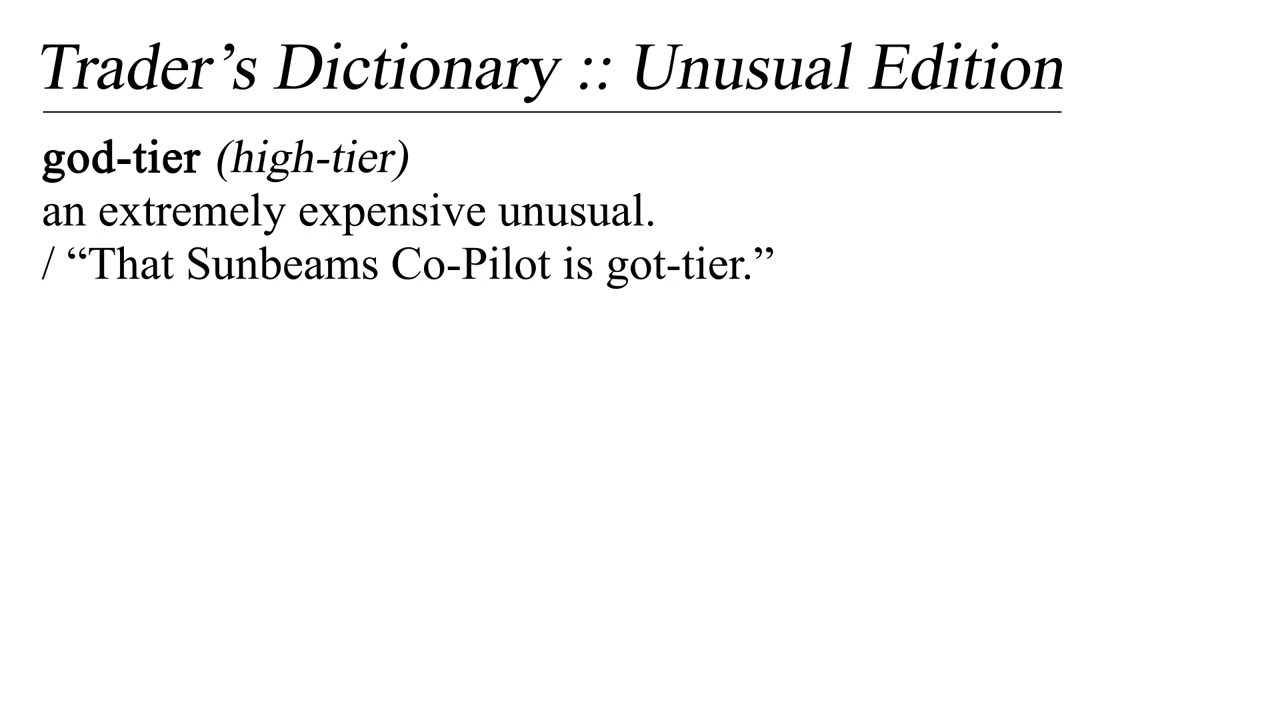 Trader’s Dictionary :: Unusual Edition
god-tier (high-tier)
an extremely expensive unusual.
/ “That Sunbeams Co-Pilot is got-tier.”